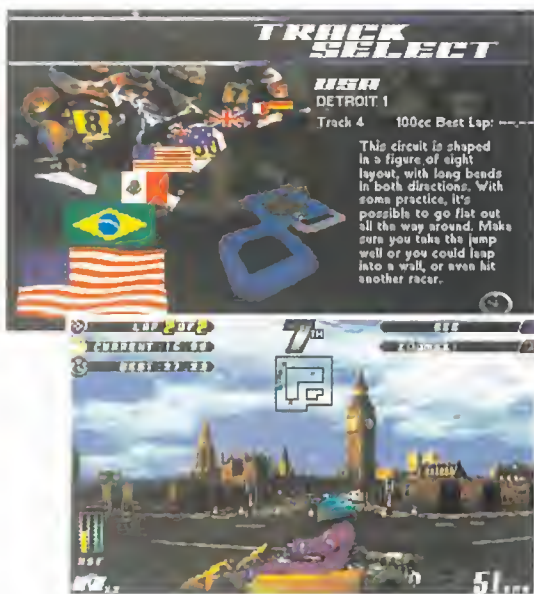 TRACK
SELECT
USA
DETROIT 1
Track 4 100cc Best Lap: --.--
This circuit is shaped
in a figure of eight
layout, with long bends
in both directions. With
some practice, it's
possible to go flat out
all the way around. Make
sure you take the jump
well or you could leap
into a wall, or even hit
another racer.
8
LAP 2 OF 2
7TH
CURRENT
BEST
51